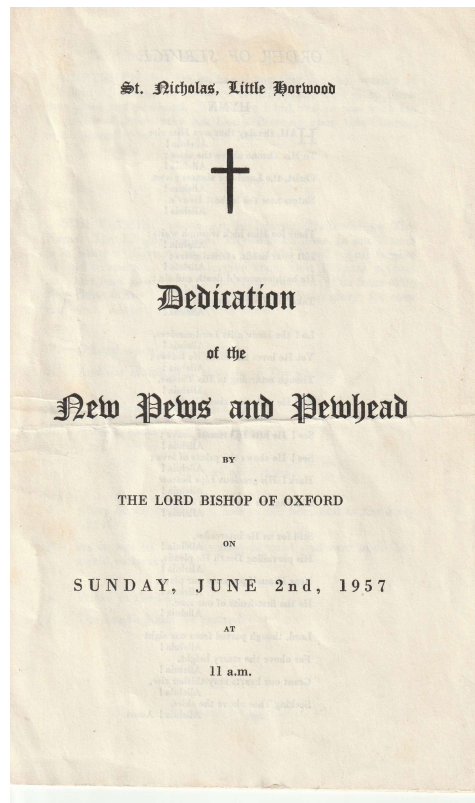 St. Nicholas, Little Horwood
Dedication
of the
New Pews and Pewhead
BY
THE LORD BISHOP OF OXFORD
ON
SUNDAY, JUNE 2nd, 1957
AT
11 a.m.